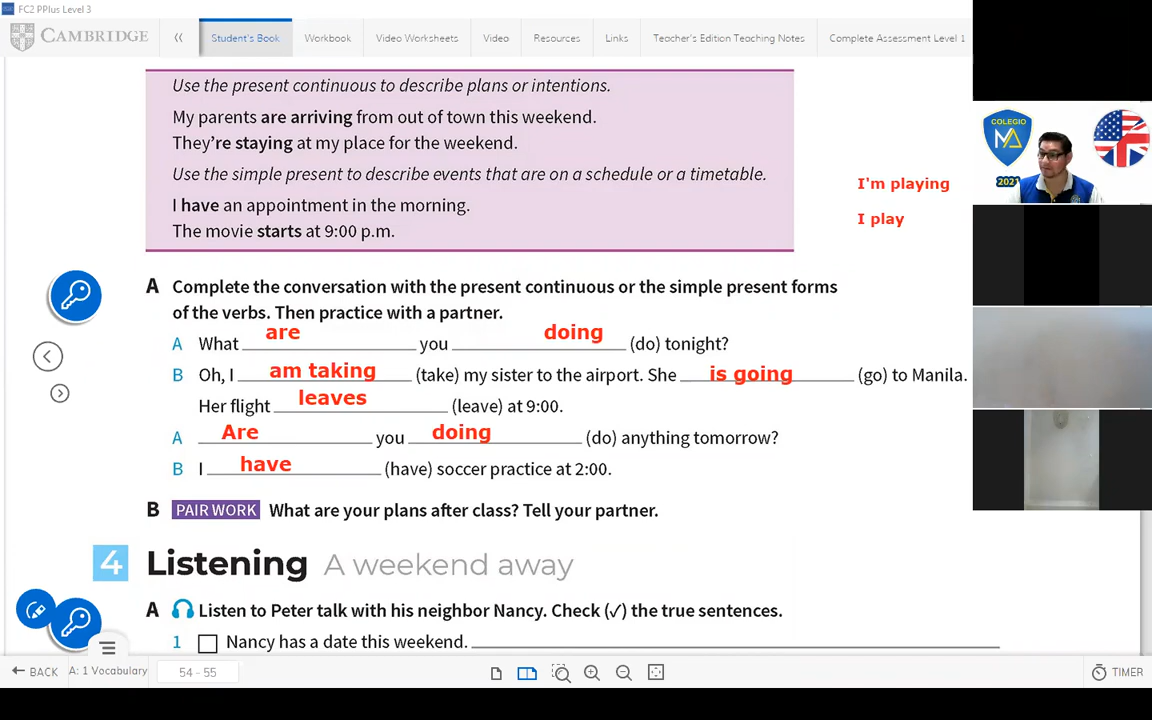 FC2 PPlus Level 3
CAMBRIDGE
Student's Book Workbook Video Worksheets Video Resources Links Teacher's Edition Teaching Notes Complete Assessment Level 1
Use the present continuous to describe plans or intentions.
My parents are arriving from out of town this weekend.
They're staying at my place for the weekend.
Use the simple present to describe events that are on a schedule or a timetable.
I have an appointment in the morning.
The movie starts at 9:00 p.m.
COLEGIO
MA
2021
I'm playing
I play
A Complete the conversation with the present continuous or the simple present forms
of the verbs. Then practice with a partner.
A What are you doing (do) tonight?
B Oh, I am taking (take) my sister to the airport. She is going (go) to Manila.
Her flight leaves (leave) at 9:00.
A Are you doing (do) anything tomorrow?
B I have (have) soccer practice at 2:00.
B PAIR WORK What are your plans after class? Tell your partner.
4 Listening A weekend away
A Listen to Peter talk with his neighbor Nancy. Check (✓) the true sentences.
1 Nancy has a date this weekend.
BACK A: 1 Vocabulary 54 - 55 TIMER